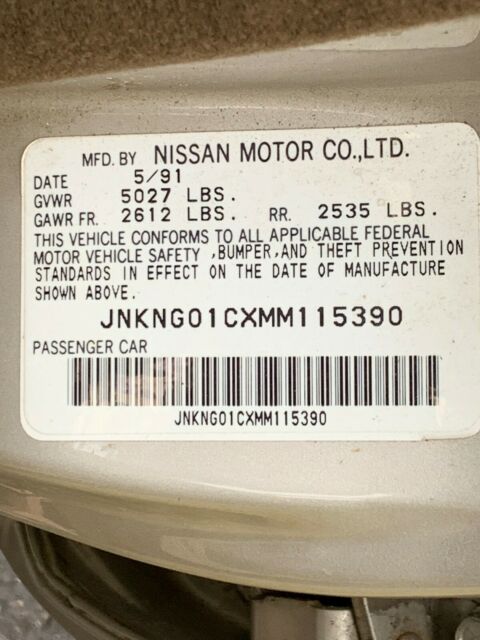 MFD. BY NISSAN MOTOR CO.,LTD.
DATE 5/91
GVWR 5027 LBS.
GAWR FR. 2612 LBS. RR. 2535 LBS.
THIS VEHICLE CONFORMS TO ALL APPLICABLE FEDERAL
MOTOR VEHICLE SAFETY ,BUMPER,AND THEFT PREVENTION
STANDARDS IN EFFECT ON THE DATE OF MANUFACTURE
SHOWN ABOVE.
JNKNG01CXMM115390
PASSENGER CAR
JNKNG01CXMM115390